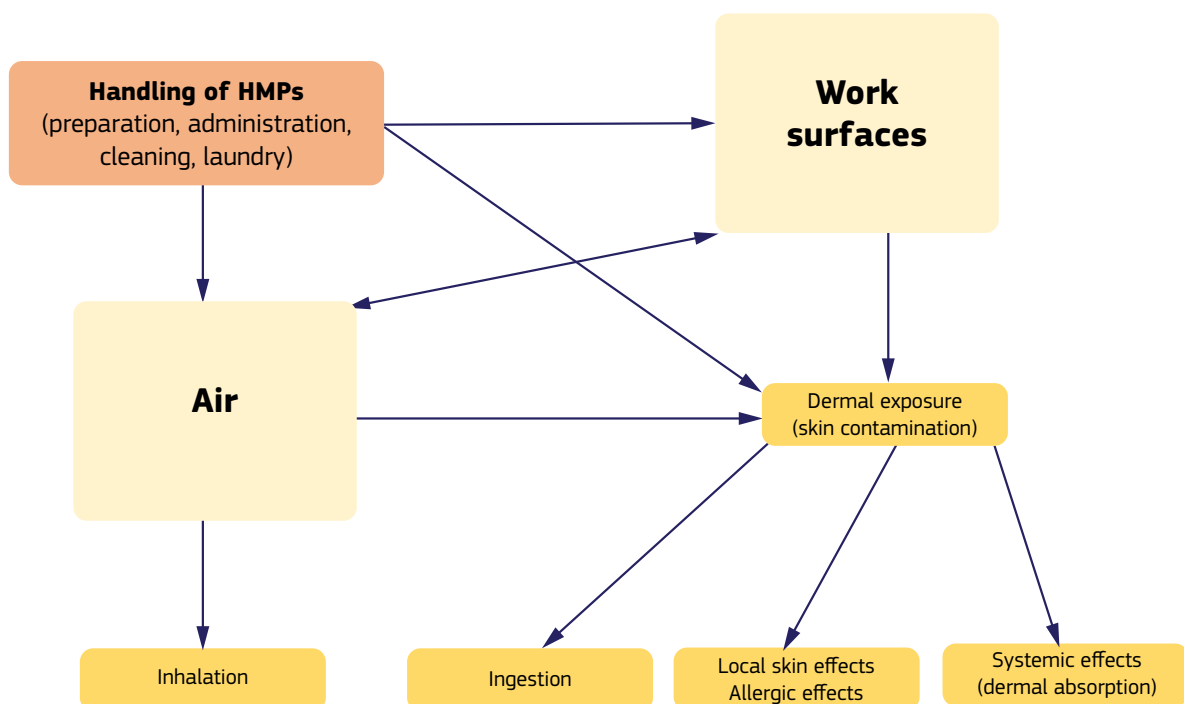 Handling of HMPs
(preparation, administration,
cleaning, laundry)
Work
surfaces
Air
Dermal exposure
(skin contamination)
Inhalation
Ingestion
Local skin effects
Allergic effects
Systemic effects
(dermal absorption)